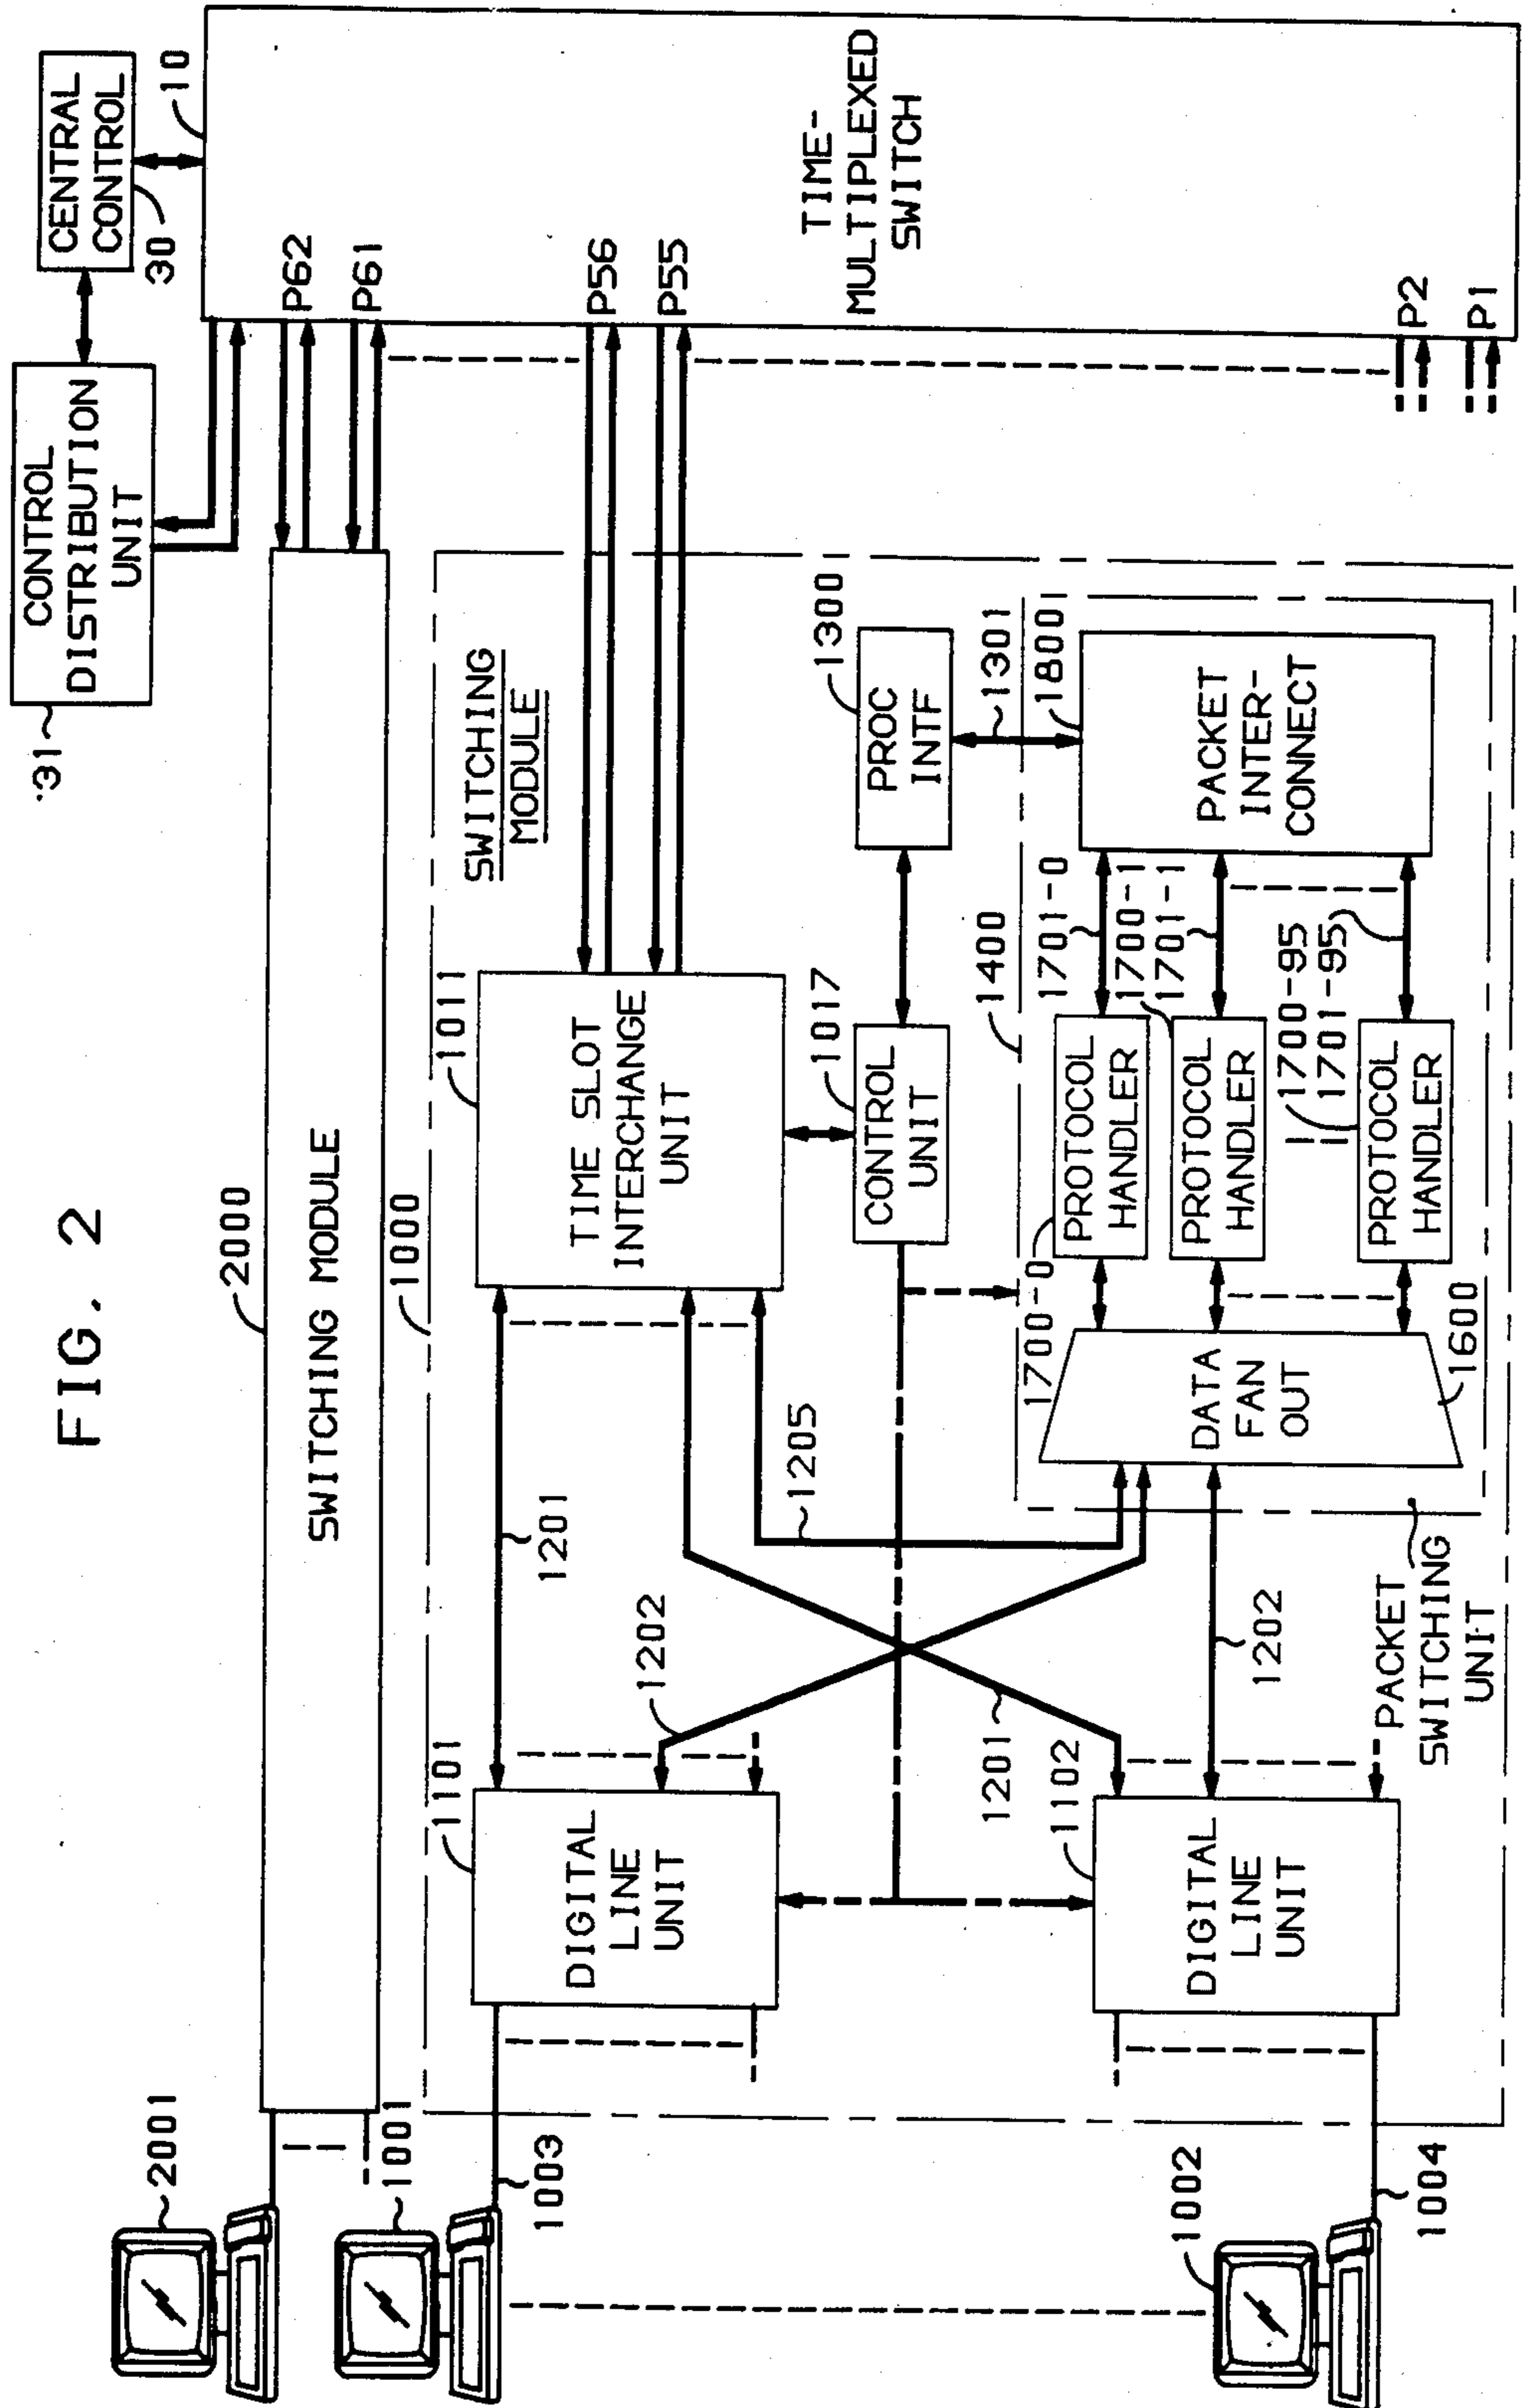 FIG. 2
31
CONTROL
DISTRIBUTION
UNIT
CENTRAL
CONTROL
30
10
2001
2000
SWITCHING MODULE
P62
P61
1001
1000
1003
1101
DIGITAL
LINE
UNIT
1201
1202
1205
1011
TIME SLOT
INTERCHANGE
UNIT
SWITCHING
MODULE
P56
P55
TIME-
MULTIPLEXED
SWITCH
1017
CONTROL
UNIT
1300
PROC
INTF
1301
1201
1102
DIGITAL
LINE
UNIT
1202
1400
1800
1700-0
PROTOCOL
HANDLER
1701-0
1700-1
1701-1
PROTOCOL
HANDLER
PACKET
INTER-
CONNECT
DATA
FAN
OUT
1700-95
1701-95
PROTOCOL
HANDLER
1600
1002
1004
PACKET
SWITCHING
UNIT
P2
P1